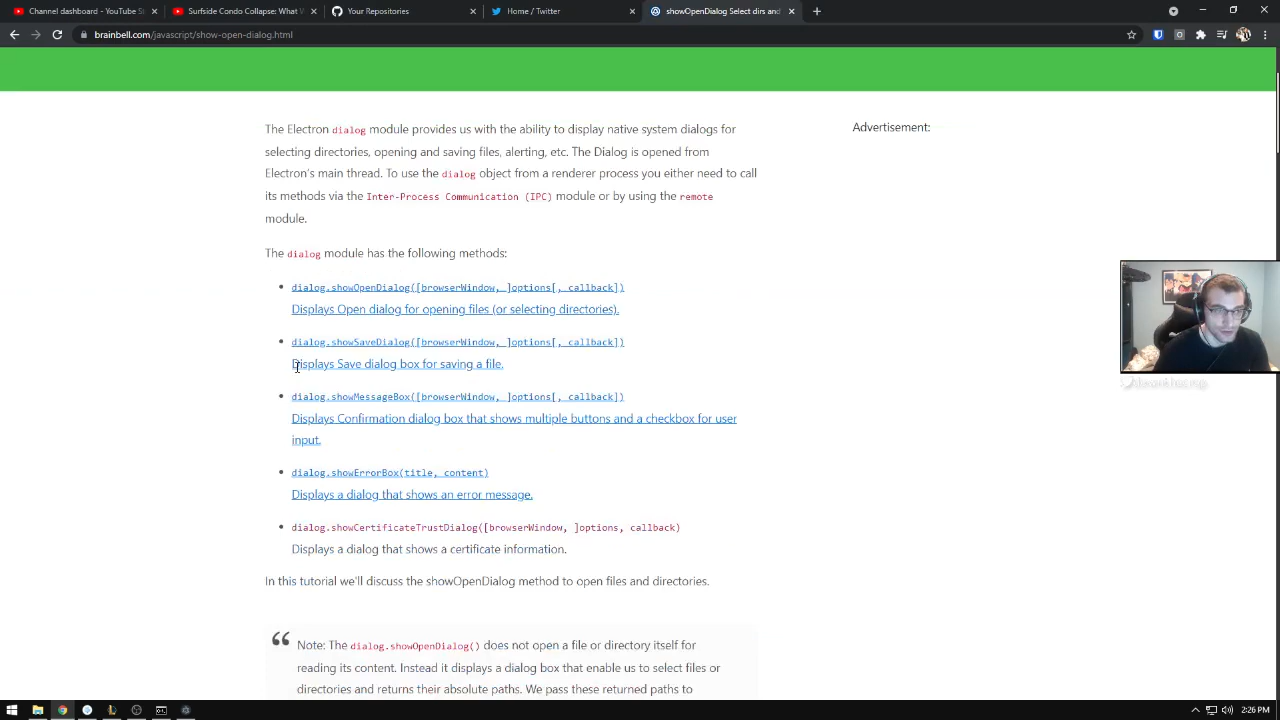 Channel dashboard - YouTube S
Surfside Condo Collapse: What V
Your Repositories
Home / Twitter
showOpenDialog Select dirs and
brainbell.com/javascript/show-open-dialog.html
The Electron dialog module provides us with the ability to display native system dialogs for
selecting directories, opening and saving files, alerting, etc. The Dialog is opened from
Electron's main thread. To use the dialog object from a renderer process you either need to call
its methods via the Inter-Process Communication (IPC) module or by using the remote
module.
Advertisement:
The dialog module has the following methods:
dialog.showOpenDialog([browserWindow, ]options[, callback])
Displays Open dialog for opening files (or selecting directories).
dialog.showSaveDialog([browserWindow, ]options[, callback])
Displays Save dialog box for saving a file.
dialog.showMessageBox([browserWindow, ]options[, callback])
Displays Confirmation dialog box that shows multiple buttons and a checkbox for user
input.
dialog.showErrorBox(title, content)
Displays a dialog that shows an error message.
dialog.showCertificateTrustDialog([browserWindow, ]options, callback)
Displays a dialog that shows a certificate information.
In this tutorial we'll discuss the showOpenDialog method to open files and directories.
Note: The dialog.showOpenDialog() does not open a file or directory itself for
reading its content. Instead it displays a dialog box that enable us to select files or
directories and returns their absolute paths. We pass these returned paths to
2:26 PM